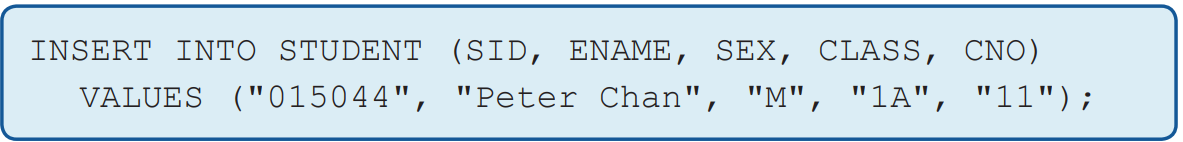 INSERT INTO STUDENT (SID, ENAME, SEX, CLASS, CNO)
VALUES ("015044", "Peter Chan", "M", "1A", "11");